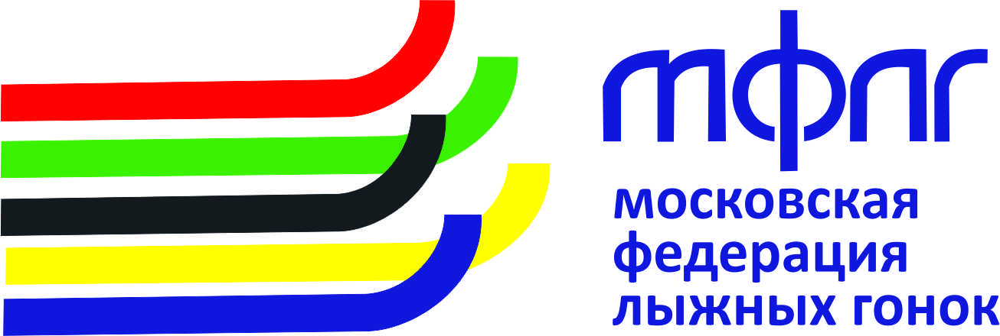 мфлг
московская
федерация
лыжных гонок